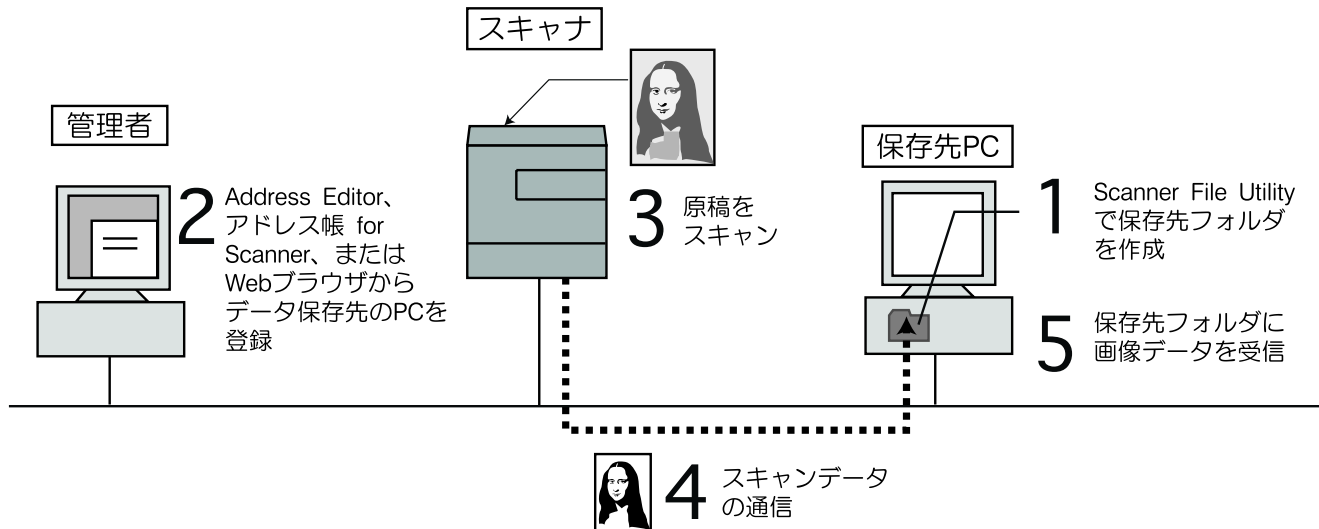 スキャナ
管理者
保存先PC
2
Address Editor、
アドレス帳 for
Scanner、または
Webブラウザから
データ保存先のPCを
登録
3
原稿を
スキャン
1
Scanner File Utility
で保存先フォルダ
を作成
5
保存先フォルダに
画像データを受信
4
スキャンデータ
の通信